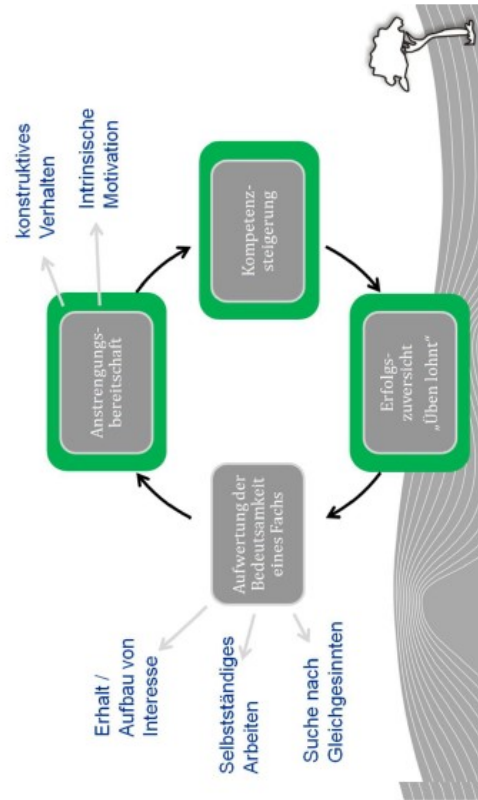 konstruktives
Verhalten
Intrinsische
Motivation
Anstrengungs-
bereitschaft
Kompetenz-
steigerung
Erfolgs-
zuversicht
„Üben lohnt“
Aufwertung der
Bedeutsamkeit
eines Fachs
Erhalt /
Aufbau von
Interesse
Selbstständiges
Arbeiten
Suche nach
Gleichgesinnten